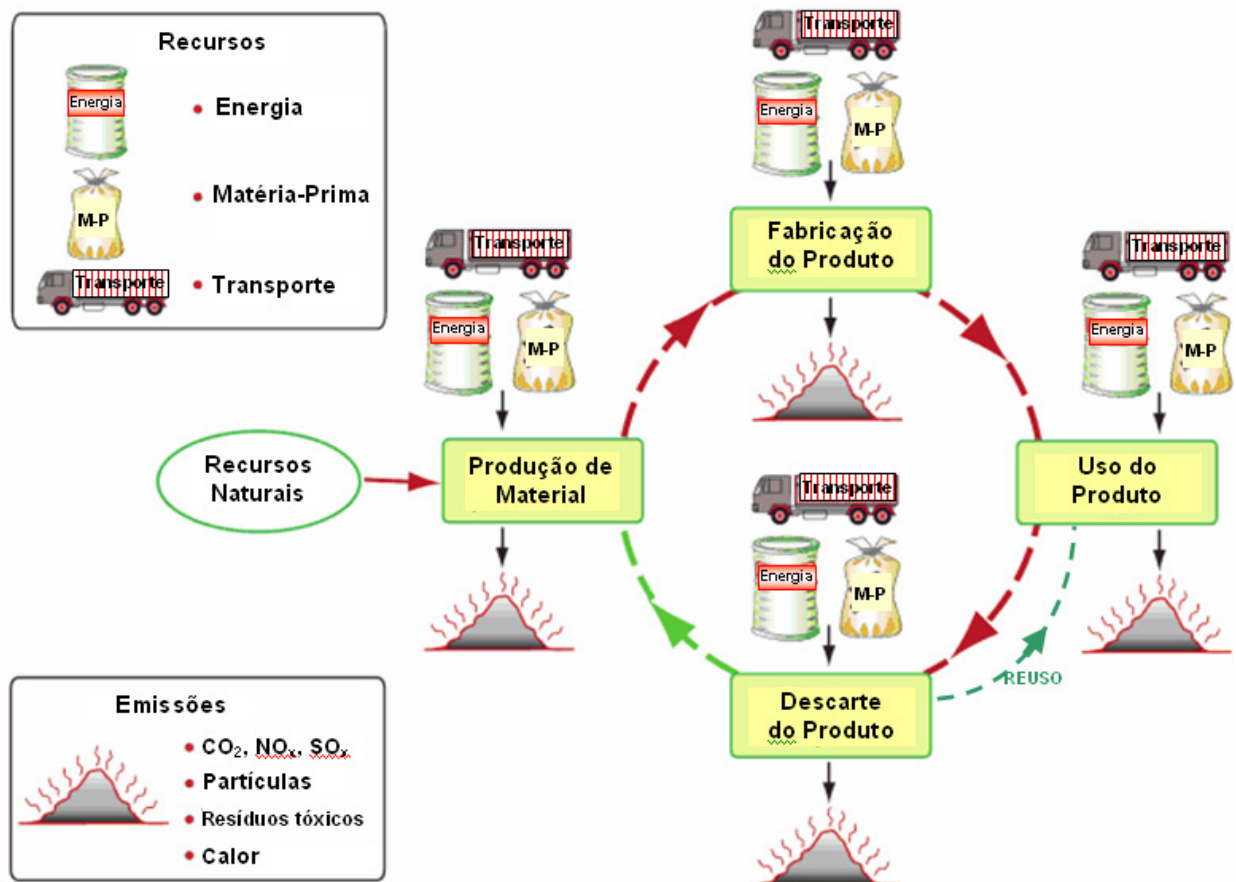 Recursos
Energia
• Energia
M-P
• Matéria-Prima
Transporte
• Transporte
Transporte
Energia
M-P
Fabricação
do Produto
Transporte
Energia
M-P
Transporte
Energia
M-P
Recursos
Naturais
Produção de
Material
Transporte
Energia
M-P
Uso do
Produto
REUSO
Descarte
do Produto
Emissões
• CO₂, NOₓ, SOₓ
• Partículas
• Resíduos tóxicos
• Calor